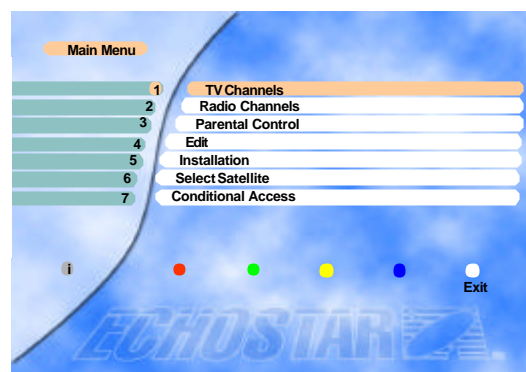 Main Menu
1 TV Channels
2 Radio Channels
3 Parental Control
4 Edit
5 Installation
6 Select Satellite
7 Conditional Access
i
Exit
ECHOSTAR